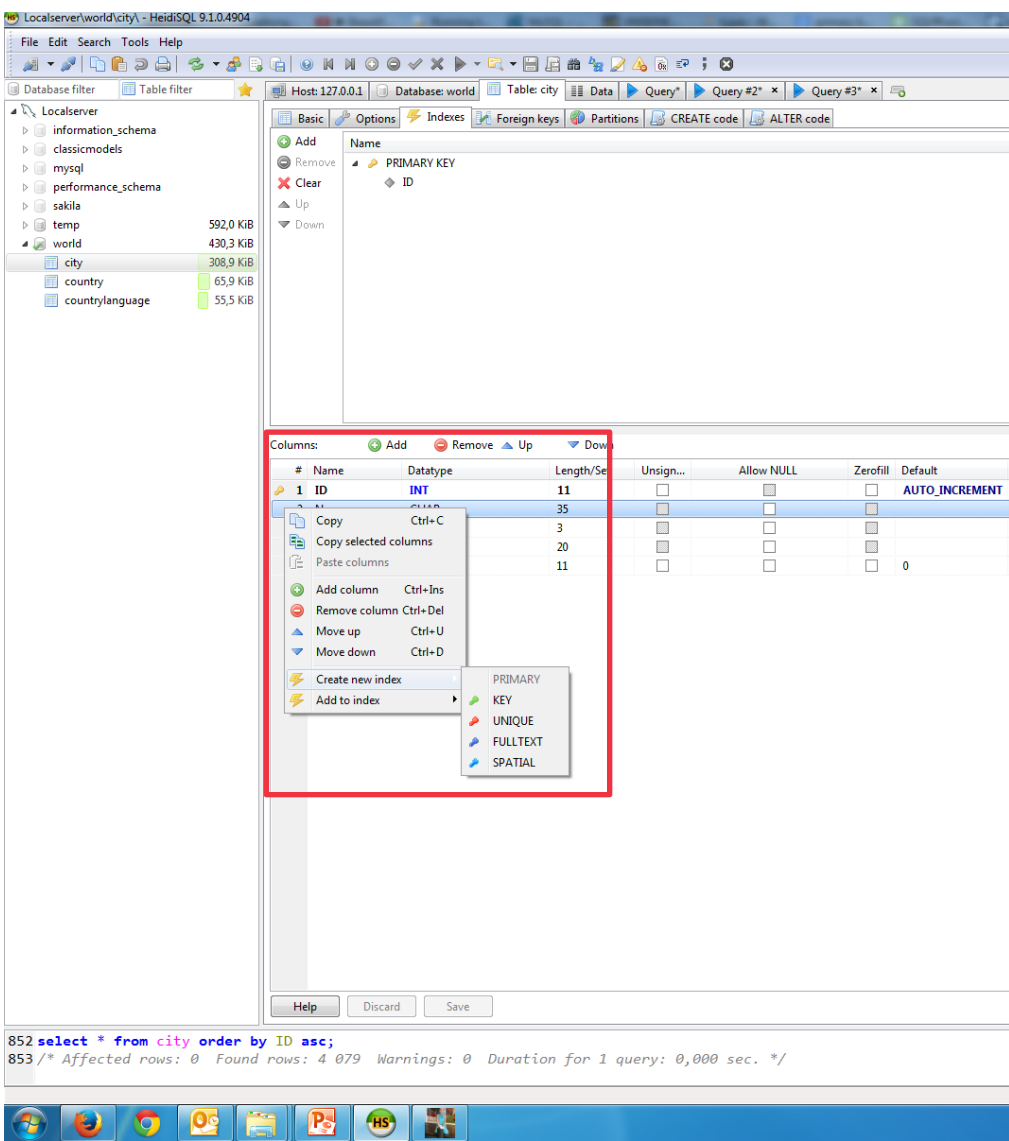 Localserver\world\city\ - HeidiSQL 9.1.0.4904
File Edit Search Tools Help
Database filter Table filter
Host: 127.0.0.1 Database: world Table: city Data Query* Query #2* × Query #3* ×
Localserver
information_schema
classicmodels
mysql
performance_schema
sakila
temp 592,0 KiB
world 430,3 KiB
city 308,9 KiB
country 65,9 KiB
countrylanguage 55,5 KiB
Basic Options Indexes Foreign keys Partitions CREATE code ALTER code
Add
Remove
Clear
Up
Down
Name
PRIMARY KEY
ID
Columns: Add Remove Up Down
# Name Datatype Length/Se Unsign... Allow NULL Zerofill Default
1 ID INT 11 AUTO_INCREMENT
35
3
20
11 0
Copy Ctrl+C
Copy selected columns
Paste columns
Add column Ctrl+Ins
Remove column Ctrl+Del
Move up Ctrl+U
Move down Ctrl+D
Create new index
Add to index
PRIMARY
KEY
UNIQUE
FULLTEXT
SPATIAL
Help Discard Save
852 select * from city order by ID asc;
853 /* Affected rows: 0 Found rows: 4 079 Warnings: 0 Duration for 1 query: 0,000 sec. */
HS